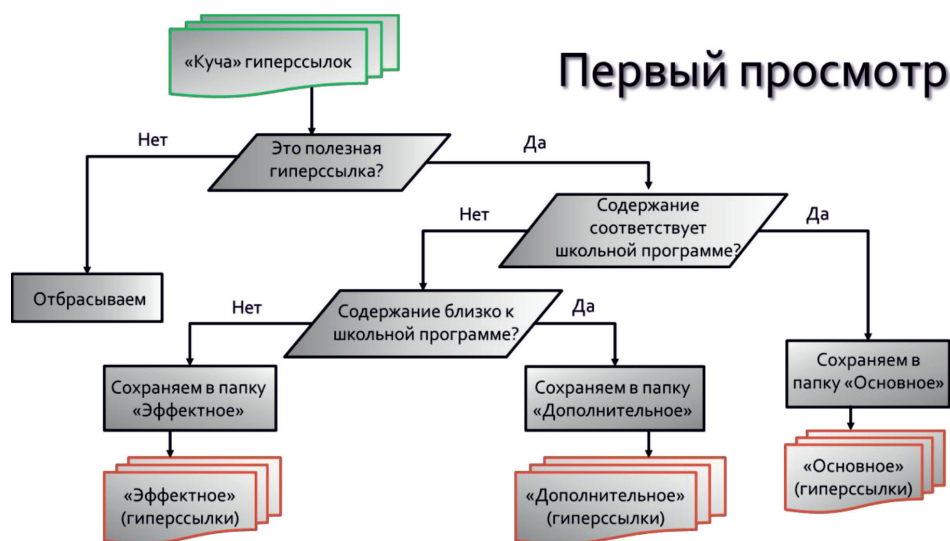 «Куча» гиперссылок
Первый просмотр
Нет
Это полезная
гиперссылка?
Да
Нет
Содержание
соответствует
школьной программе?
Да
Отбрасываем
Нет
Содержание близко к
школьной программе?
Да
Сохраняем в папку
«Эффектное»
Сохраняем в папку
«Дополнительное»
Сохраняем в
папку «Основное»
«Эффектное»
(гиперссылки)
«Дополнительное»
(гиперссылки)
«Основное»
(гиперссылки)